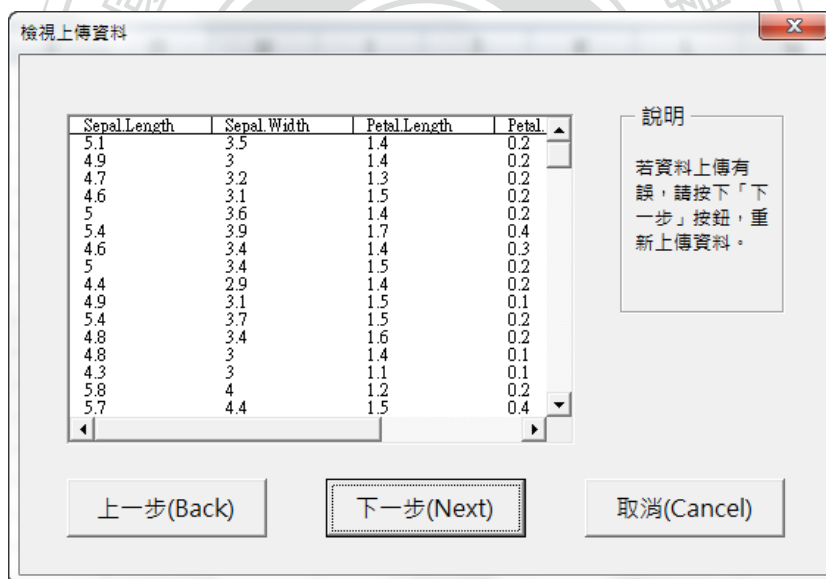 檢視上傳資料
Sepal.Length Sepal.Width Petal.Length Petal.
5.1 3.5 1.4 0.2
4.9 3 1.4 0.2
4.7 3.2 1.3 0.2
4.6 3.1 1.5 0.2
5 3.6 1.4 0.2
5.4 3.9 1.7 0.4
4.6 3.4 1.4 0.3
5 3.4 1.5 0.2
4.4 2.9 1.4 0.2
4.9 3.1 1.5 0.1
5.4 3.7 1.5 0.2
4.8 3.4 1.6 0.2
4.8 3 1.4 0.1
4.3 3 1.1 0.1
5.8 4 1.2 0.2
5.7 4.4 1.5 0.4
說明
若資料上傳有
誤，請按下「下
一步」按鈕，重
新上傳資料。
上一步(Back) 下一步(Next) 取消(Cancel)